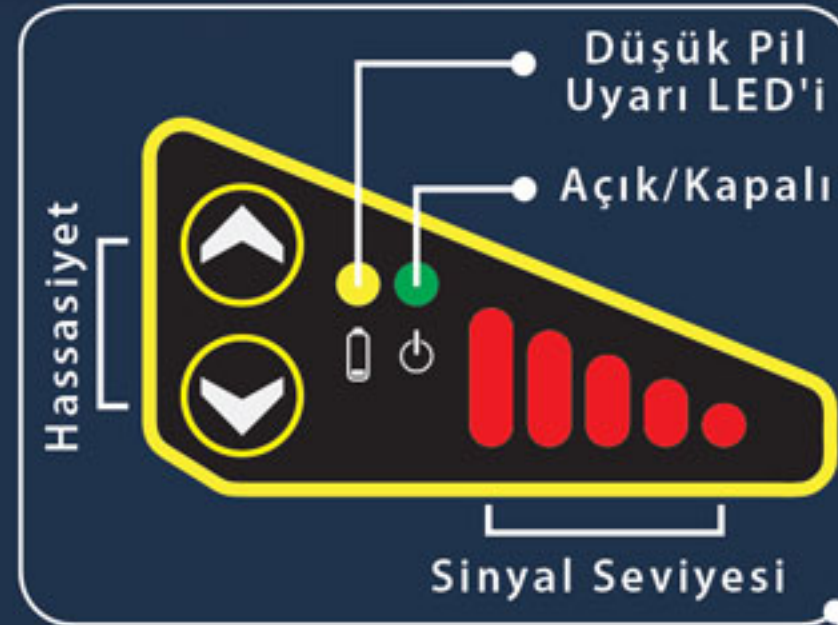 Düşük Pil
Uyarı LED'i
Açık/Kapalı
Hassasiyet
Sinyal Seviyesi